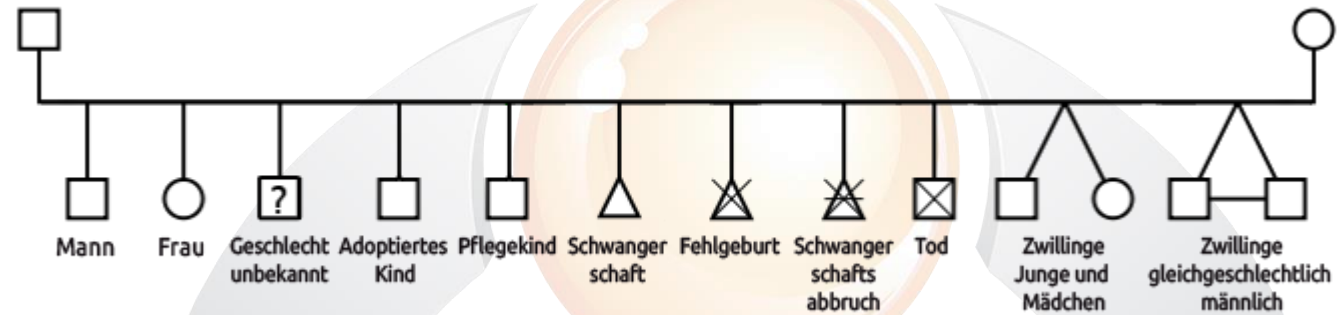 ?
Mann
Frau
Geschlecht
unbekannt
Adoptiertes
Kind
Pflegekind
Schwanger
schaft
Fehlgeburt
Schwanger
schafts
abbruch
Tod
Zwillinge
Junge und
Mädchen
Zwillinge
gleichgeschlechtlich
männlich